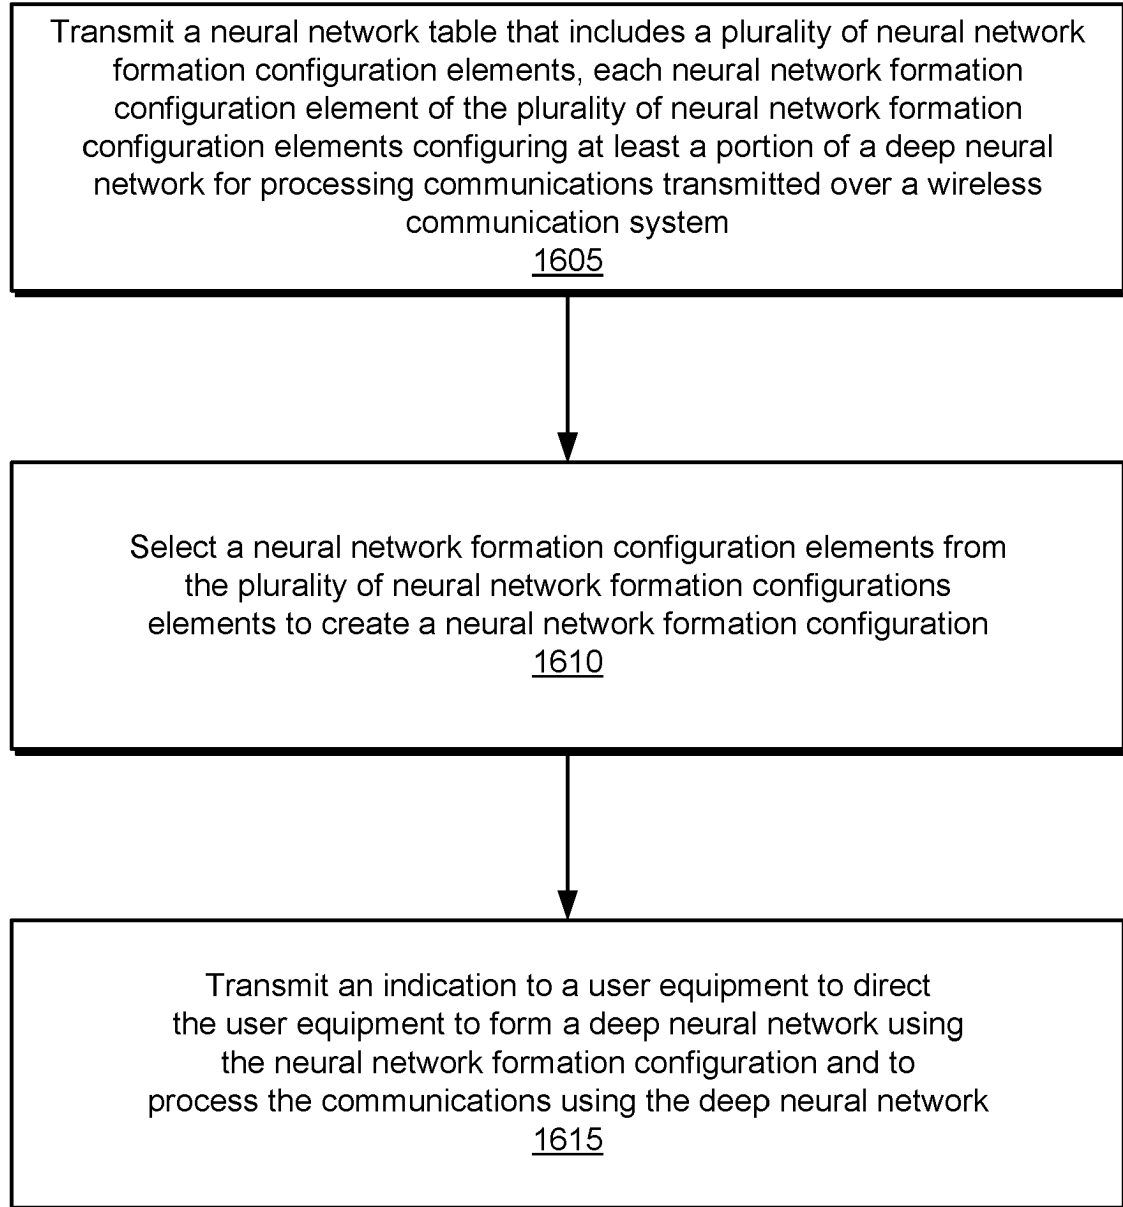 Transmit a neural network table that includes a plurality of neural network
formation configuration elements, each neural network formation
configuration element of the plurality of neural network formation
configuration elements configuring at least a portion of a deep neural
network for processing communications transmitted over a wireless
communication system
1605
Select a neural network formation configuration elements from
the plurality of neural network formation configurations
elements to create a neural network formation configuration
1610
Transmit an indication to a user equipment to direct
the user equipment to form a deep neural network using
the neural network formation configuration and to
process the communications using the deep neural network
1615